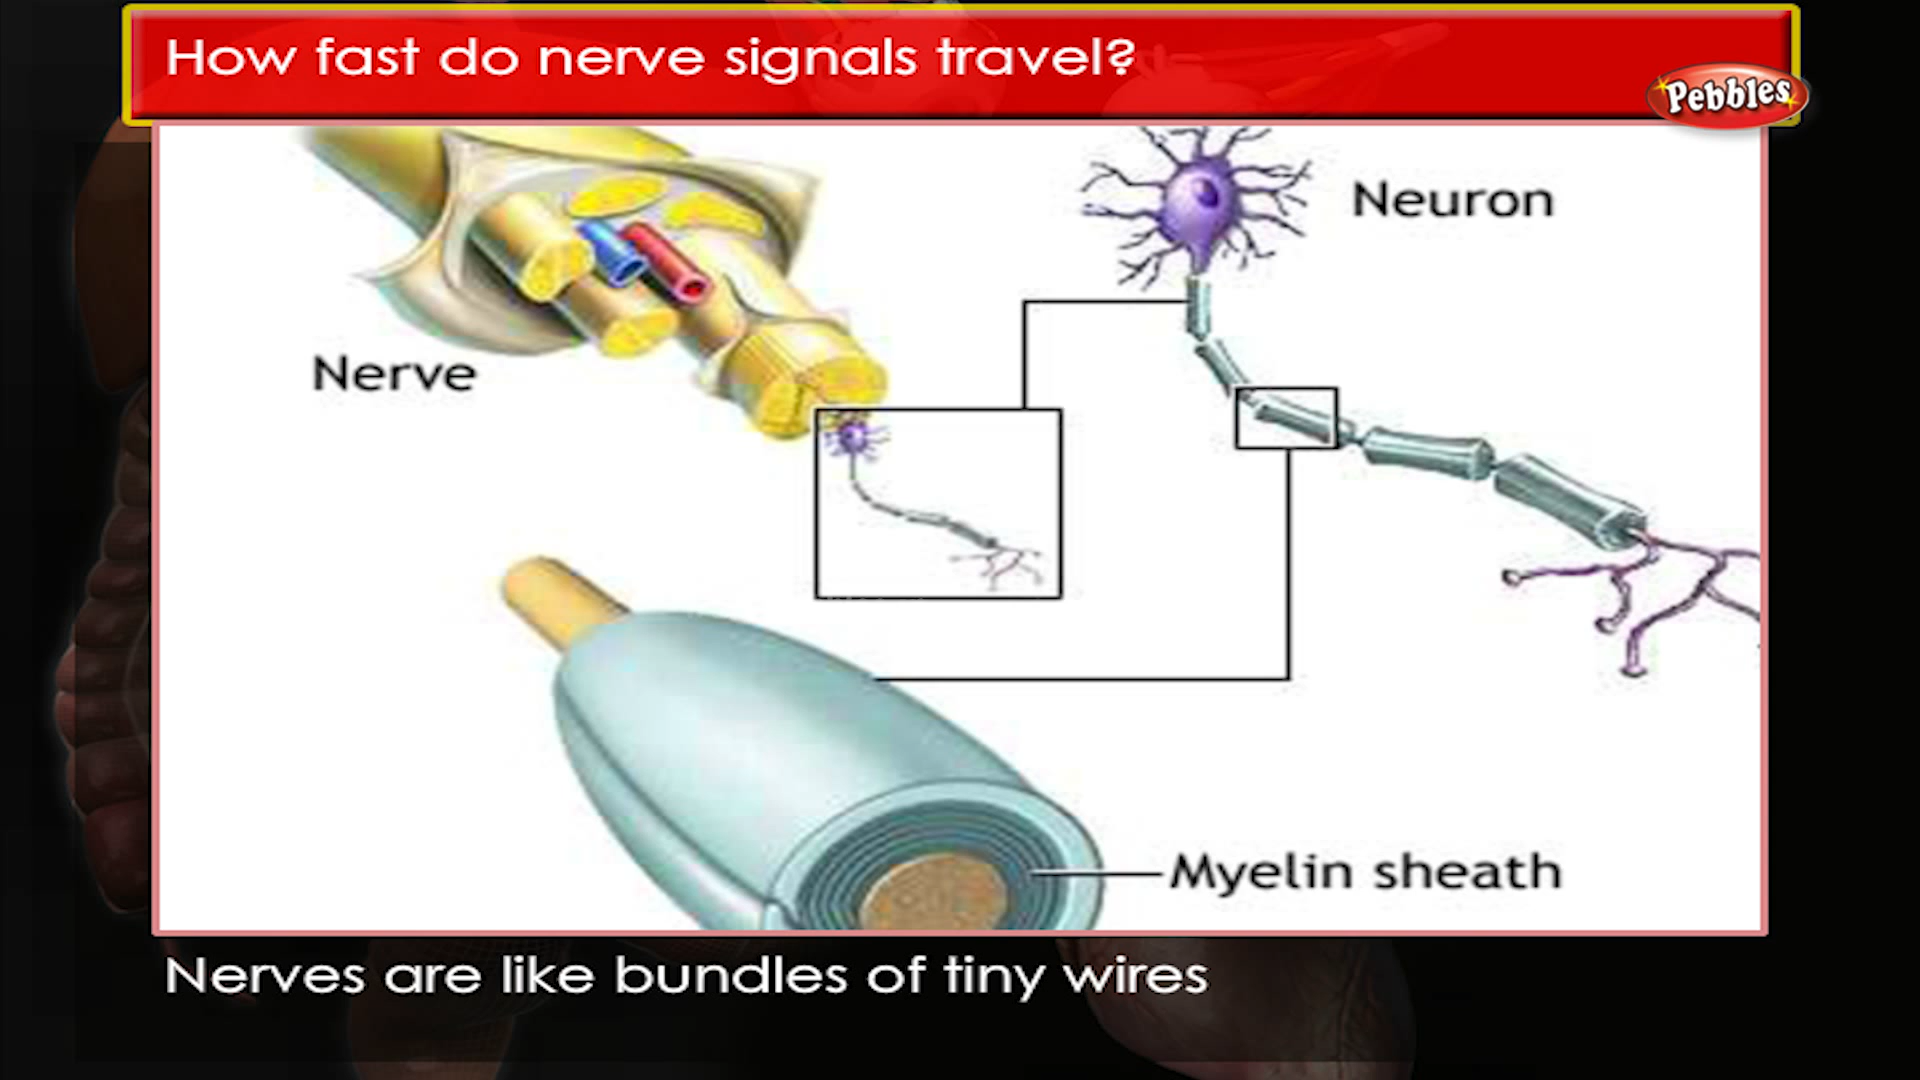 How fast do nerve signals travel?
Pebbles
Neuron
Nerve
Myelin sheath
Nerves are like bundles of tiny wires